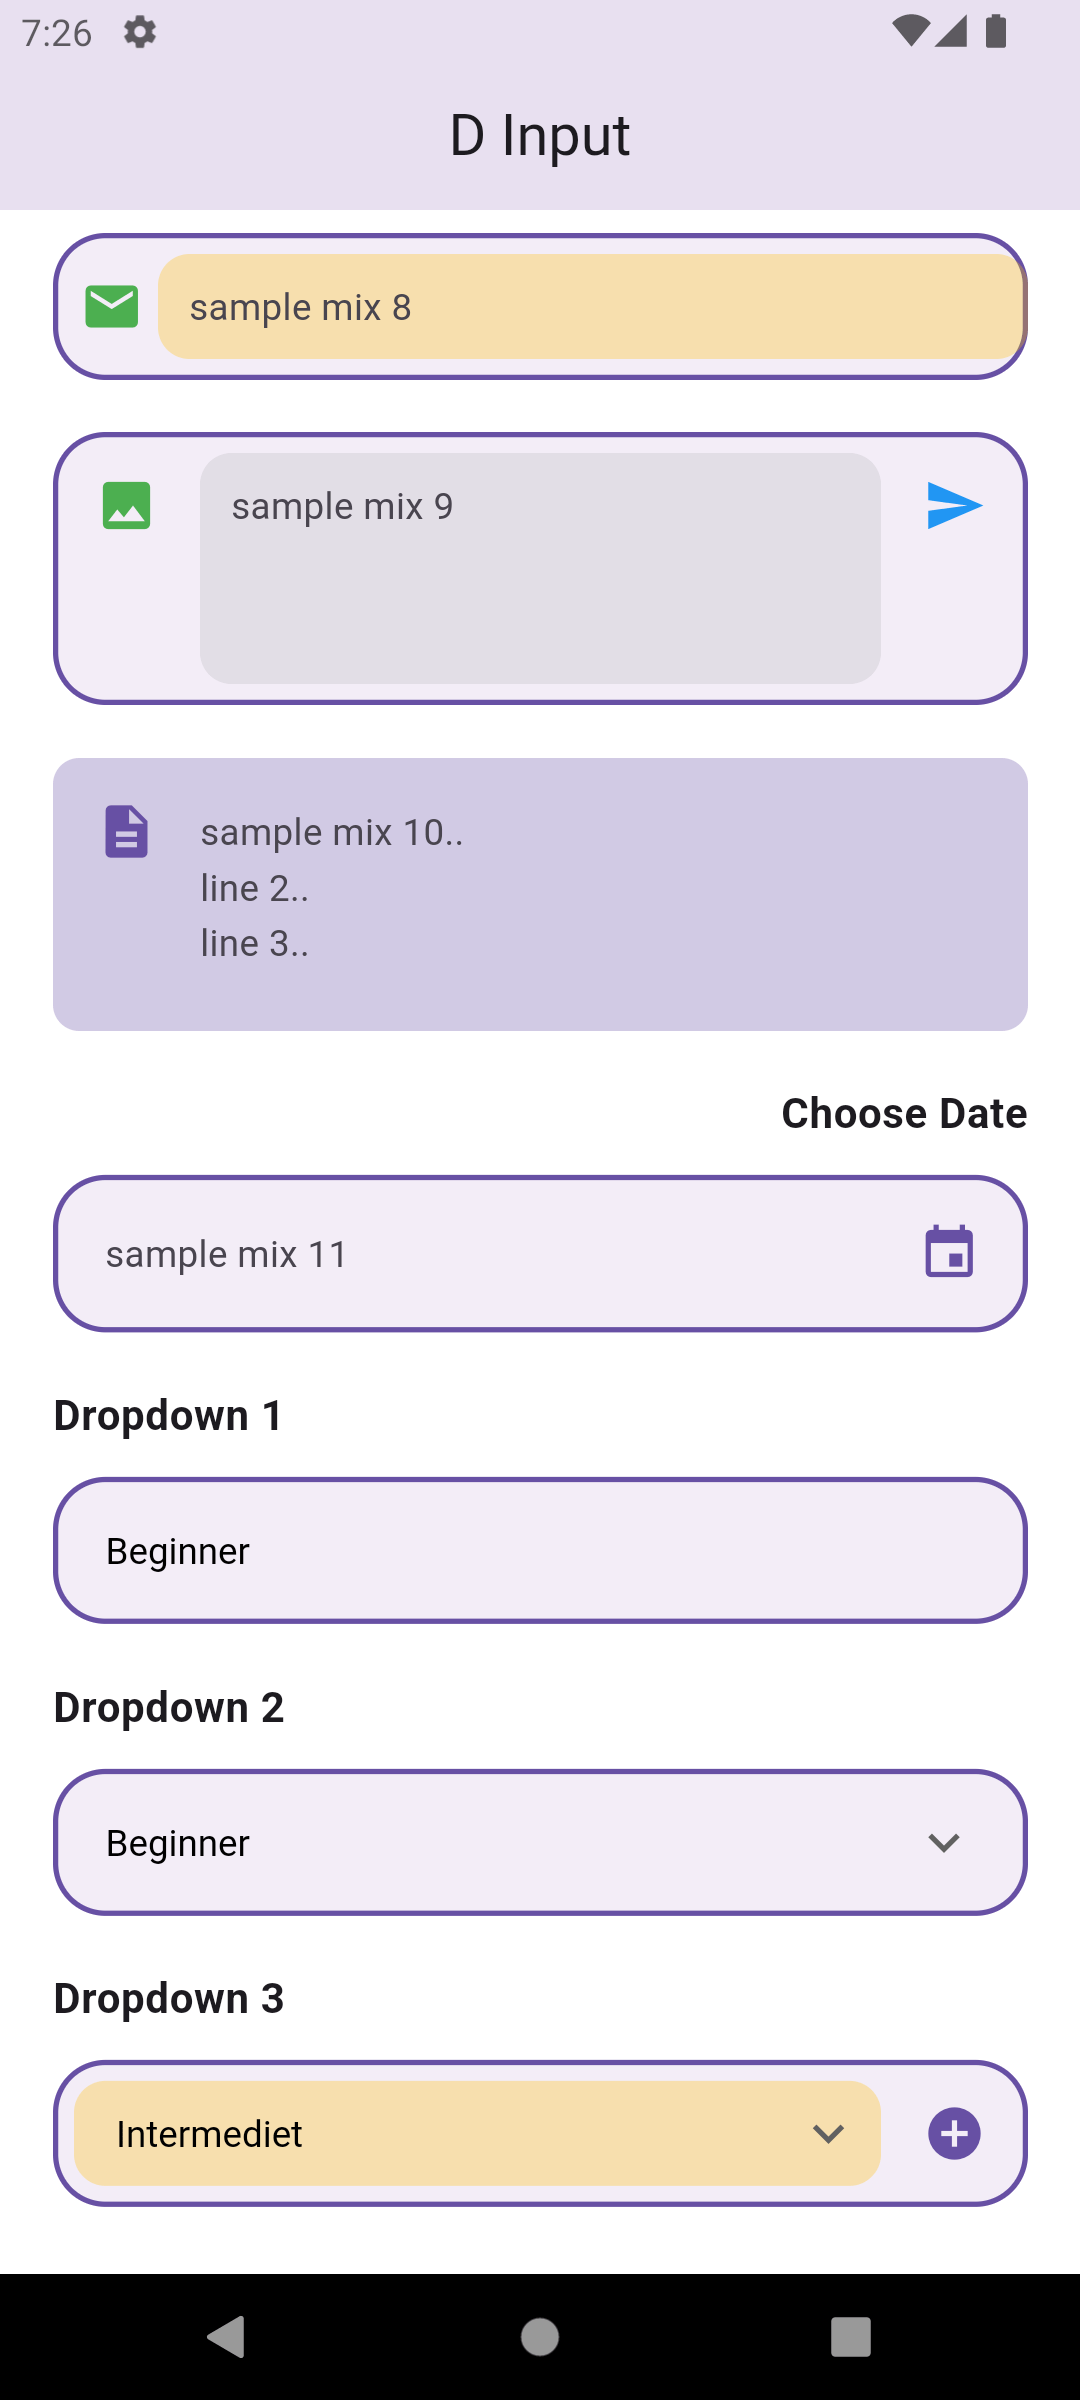 7:26
D Input
sample mix 8
sample mix 9
sample mix 10..
line 2..
line 3..
Choose Date
sample mix 11
Dropdown 1
Beginner
Dropdown 2
Beginner
Dropdown 3
Intermediet